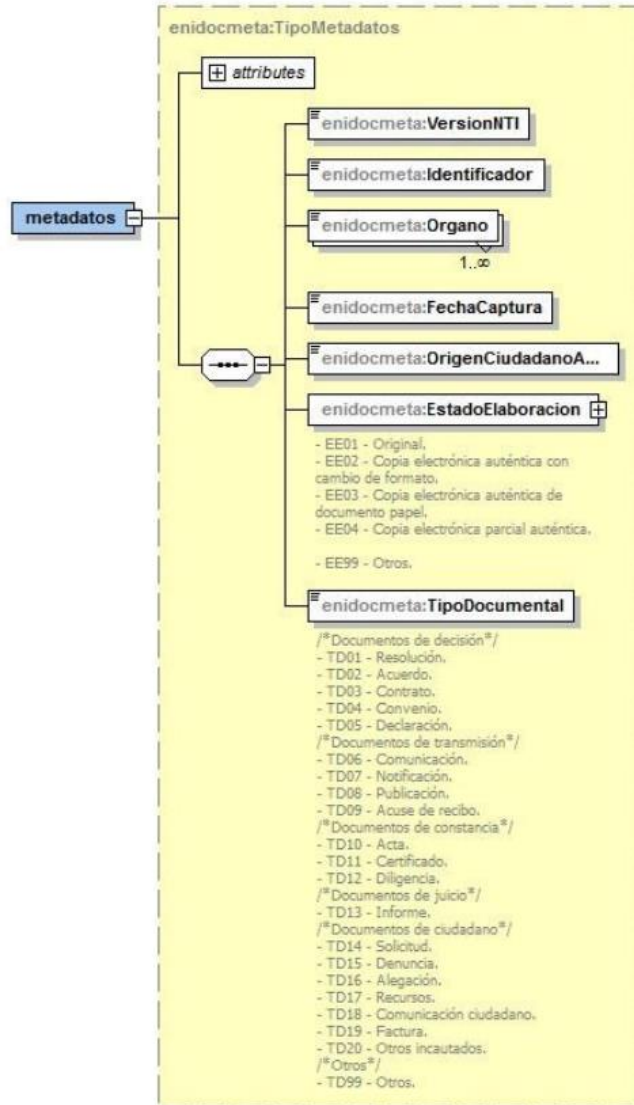 enidocmeta:TipoMetadatos
attributes
enidocmeta:VersionNTI
enidocmeta:Identificador
metadatos
enidocmeta:Organo
1..∞
enidocmeta:FechaCaptura
enidocmeta:OrigenCiudadanoA...
enidocmeta:EstadoElaboracion
- EE01 - Original.
- EE02 - Copia electrónica auténtica con
cambio de formato.
- EE03 - Copia electrónica auténtica de
documento papel.
- EE04 - Copia electrónica parcial auténtica.
- EE99 - Otros.
enidocmeta:TipoDocumental
/*Documentos de decisión*/
- TD01 - Resolución.
- TD02 - Acuerdo.
- TD03 - Contrato.
- TD04 - Convenio.
- TD05 - Declaración.
/*Documentos de transmisión*/
- TD06 - Comunicación.
- TD07 - Notificación.
- TD08 - Publicación.
- TD09 - Acuse de recibo.
/*Documentos de constancia*/
- TD10 - Acta.
- TD11 - Certificado.
- TD12 - Diligencia.
/*Documentos de juicio*/
- TD13 - Informe.
/*Documentos de ciudadano*/
- TD14 - Solicitud.
- TD15 - Denuncia.
- TD16 - Alegación.
- TD17 - Recursos.
- TD18 - Comunicación ciudadano.
- TD19 - Factura.
- TD20 - Otros incautados.
/*Otros*/
- TD99 - Otros.